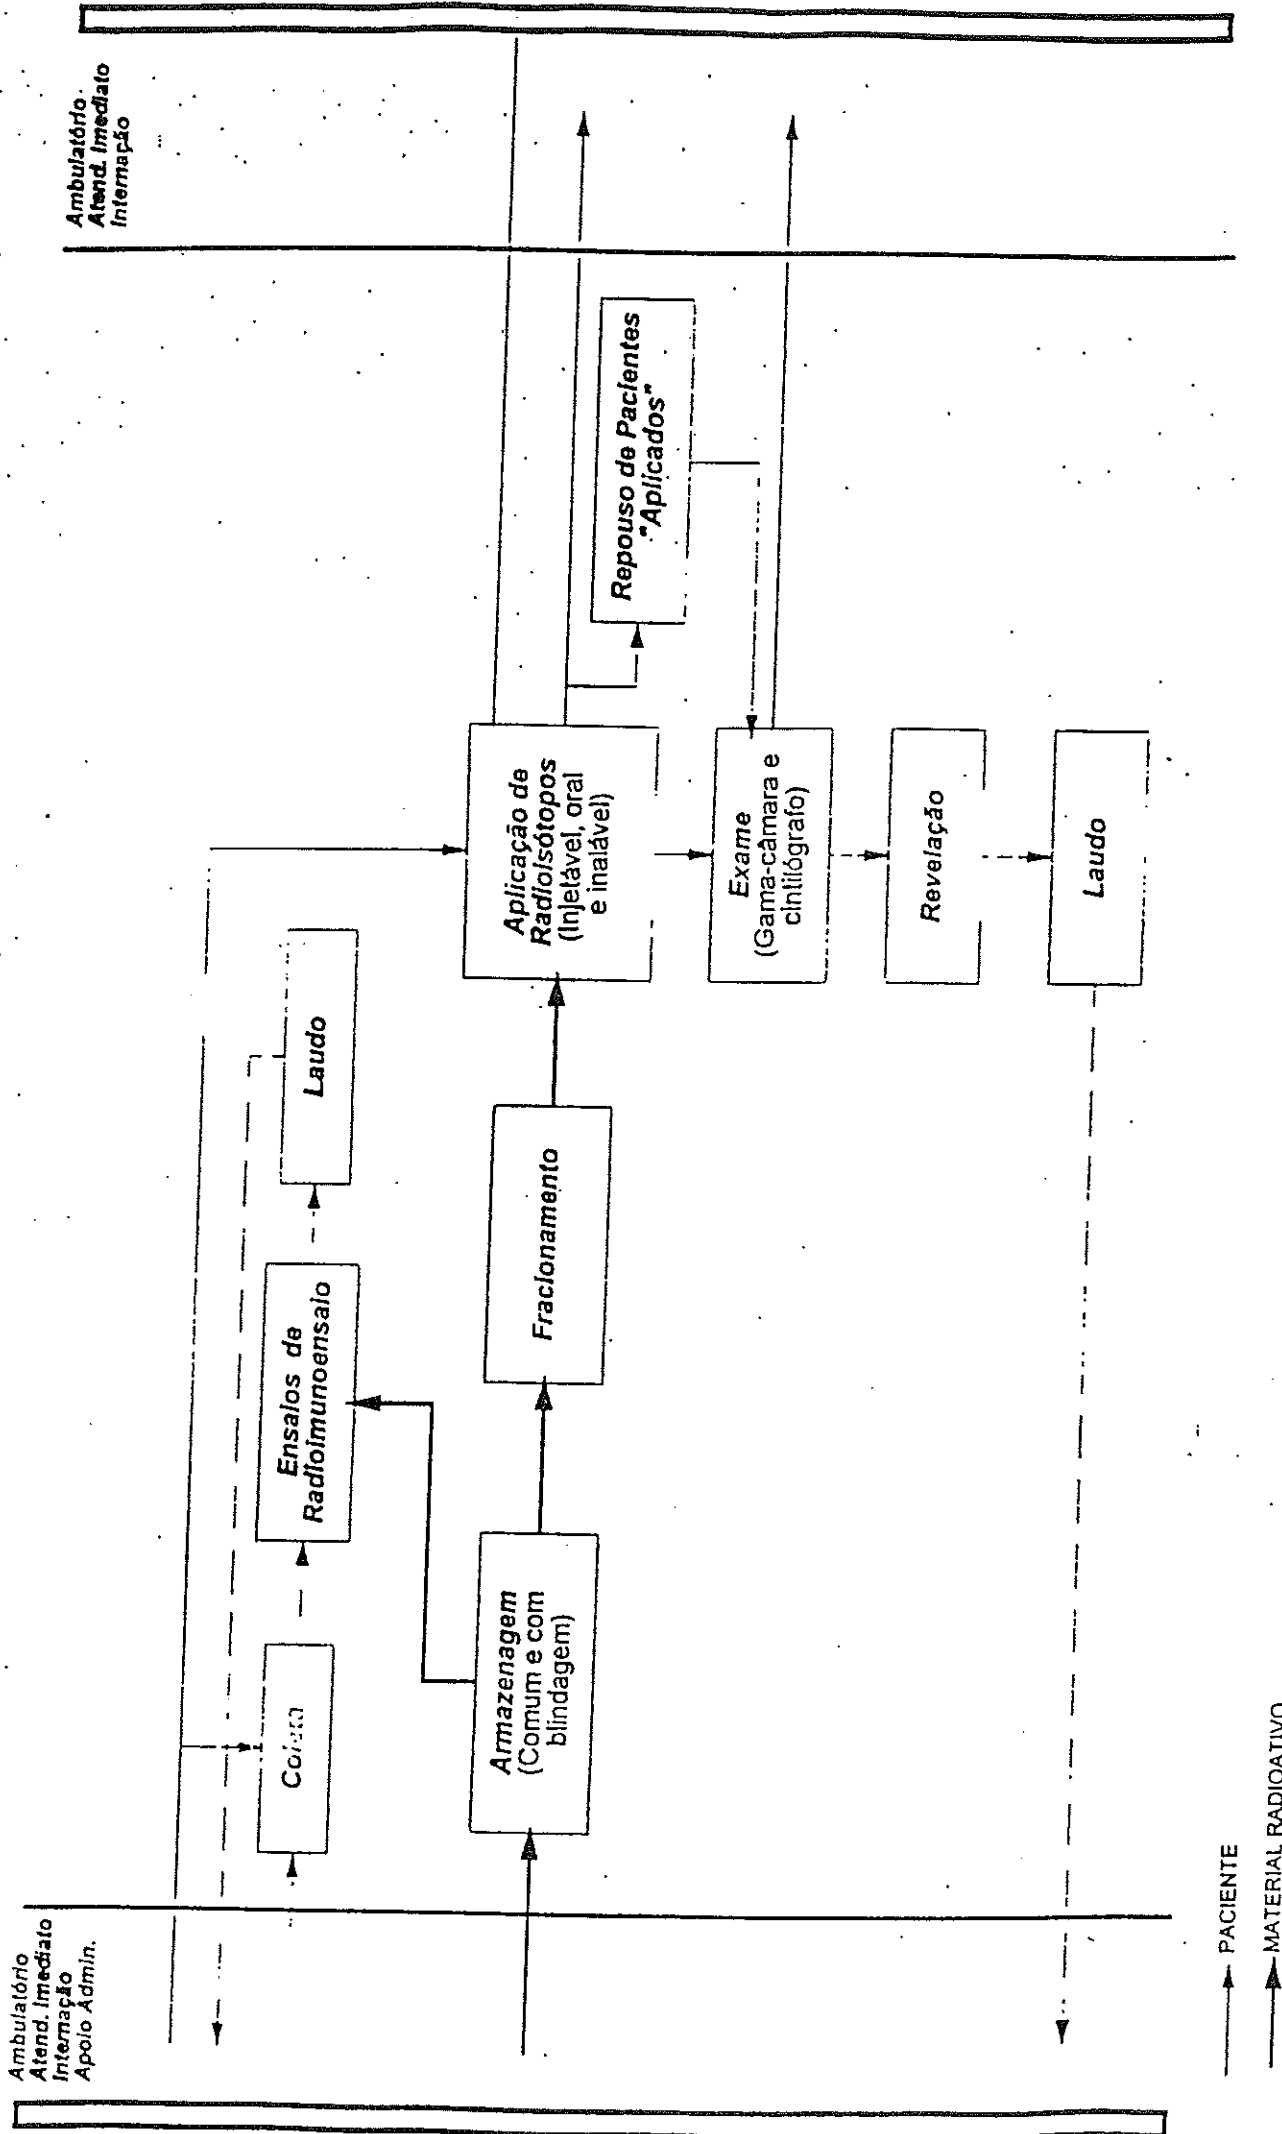 Ambulatório
Atend. Imediato
Internação
Apoio Admin.
Ambulatório
Atend. Imediato
Internação
Ensaios de
Radioimunoensaio
Laudo
Armazenagem
(Comum e com
blindagem)
Fracionamento
Aplicação de
Radioisótopos
(Injetável, oral
e inalável)
Repouso de Pacientes
"Aplicados"
Exame
(Gama-câmara e
cintilógrafo)
Revelação
Laudo
PACIENTE
MATERIAL RADIOATIVO